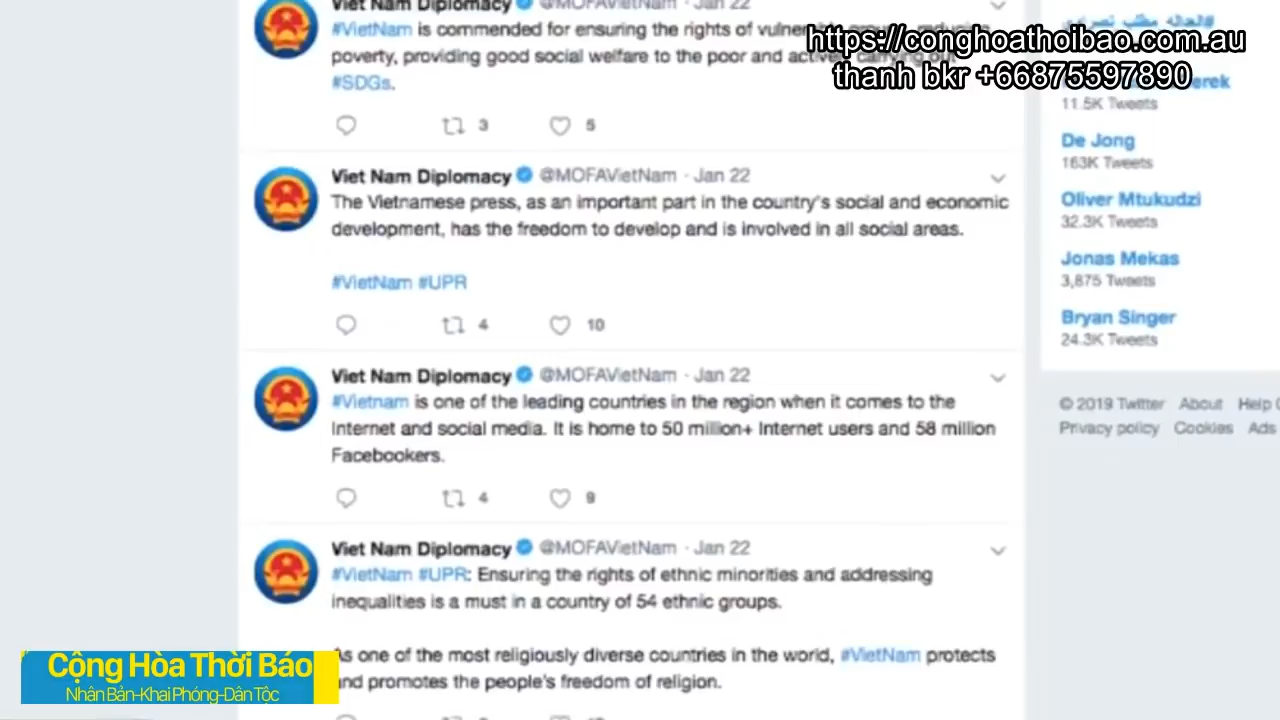 Viet Nam Diplomacy @MOFAVietNam · Jan 22
#VietNam is commended for ensuring the rights of
poverty, providing good social welfare to the poor and
#SDGs.
3 5
https://conghoathoibao.com.au
thanh bkr +66875597890
Viet Nam Diplomacy @MOFAVietNam · Jan 22
The Vietnamese press, as an important part in the country's social and economic
development, has the freedom to develop and is involved in all social areas.
#VietNam #UPR
4 10
Viet Nam Diplomacy @MOFAVietNam · Jan 22
#Vietnam is one of the leading countries in the region when it comes to the
Internet and social media. It is home to 50 million+ Internet users and 58 million
Facebookers.
4 9
Viet Nam Diplomacy @MOFAVietNam · Jan 22
#VietNam #UPR: Ensuring the rights of ethnic minorities and addressing
inequalities is a must in a country of 54 ethnic groups.
As one of the most religiously diverse countries in the world, #VietNam protects
and promotes the people's freedom of religion.
11.5K Tweets
De Jong
163K Tweets
Oliver Mtukudzi
32.3K Tweets
Jonas Mekas
3,875 Tweets
Bryan Singer
24.3K Tweets
© 2019 Twitter About Help
Privacy policy Cookies Ads
Cộng Hòa Thời Báo
Nhân Bản-Khai Phóng-Dân Tộc